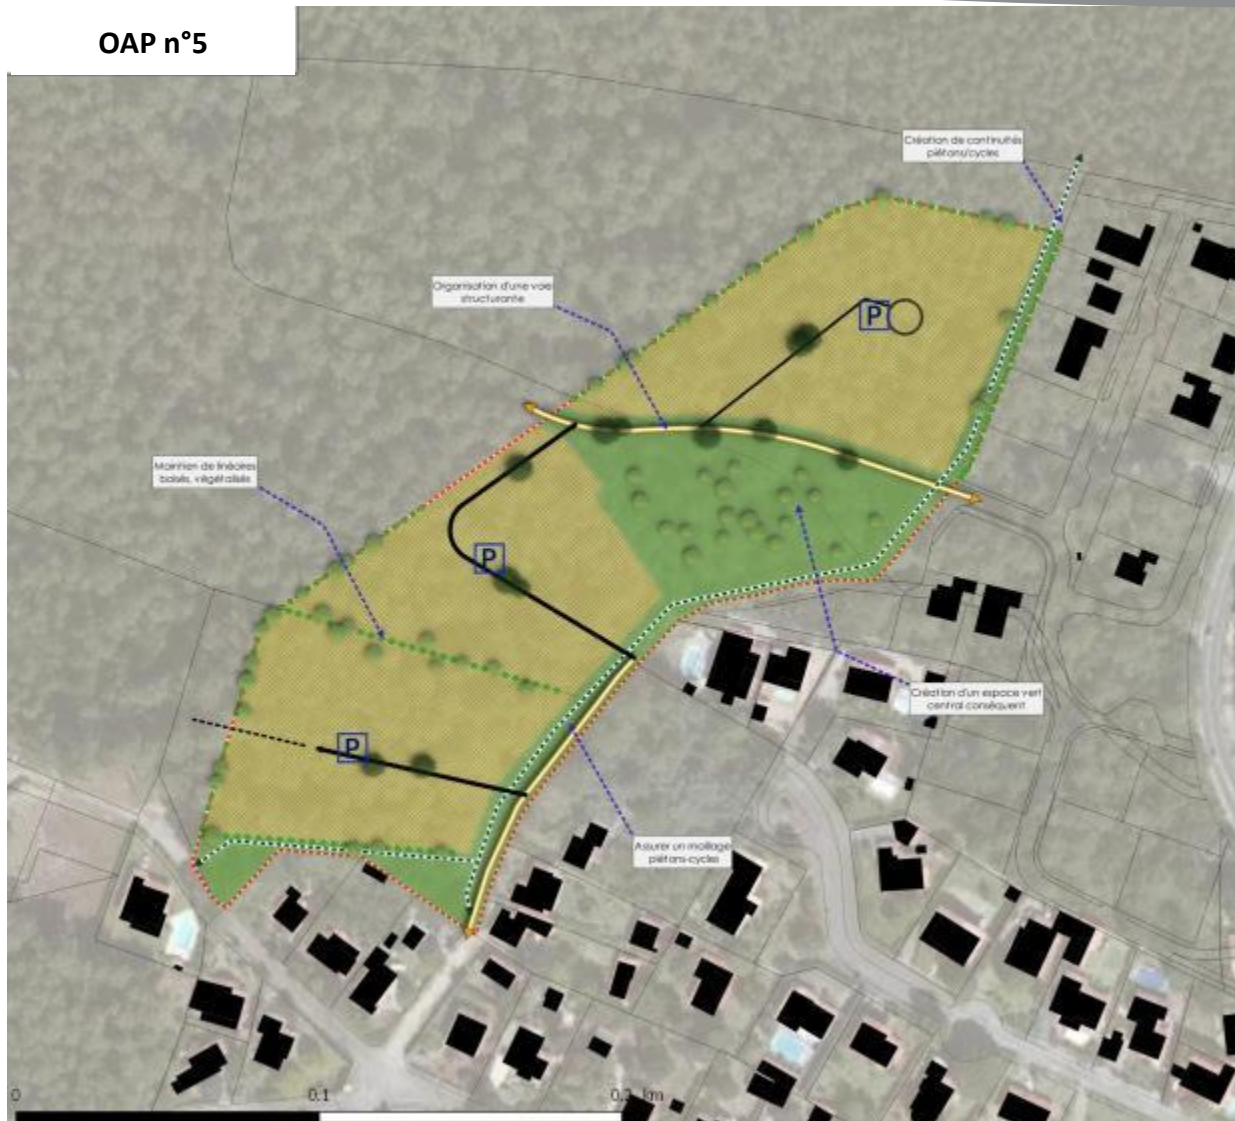 OAP n°5
Création de continuités
piétons/cycles
Organisation d'une voie
structurante
P
Maintien de linéaires
boisés, végétalisés
P
Création d'un espace vert
central conséquent
P
Assurer un maillage
piétons-cycles
0
0.1
0.2 km